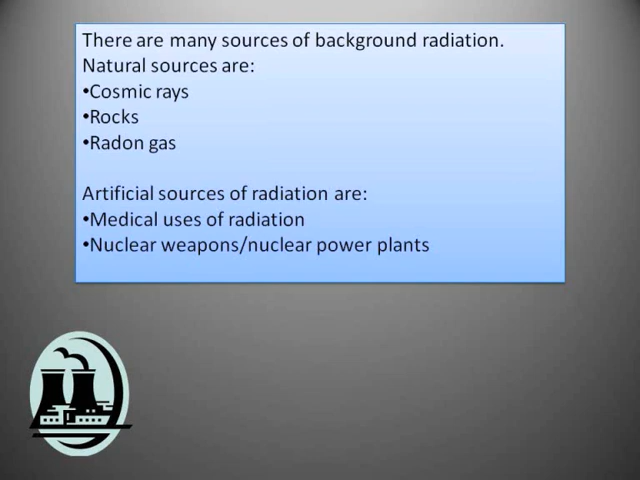 There are many sources of background radiation.
Natural sources are:
•Cosmic rays
•Rocks
•Radon gas
Artificial sources of radiation are:
•Medical uses of radiation
•Nuclear weapons/nuclear power plants